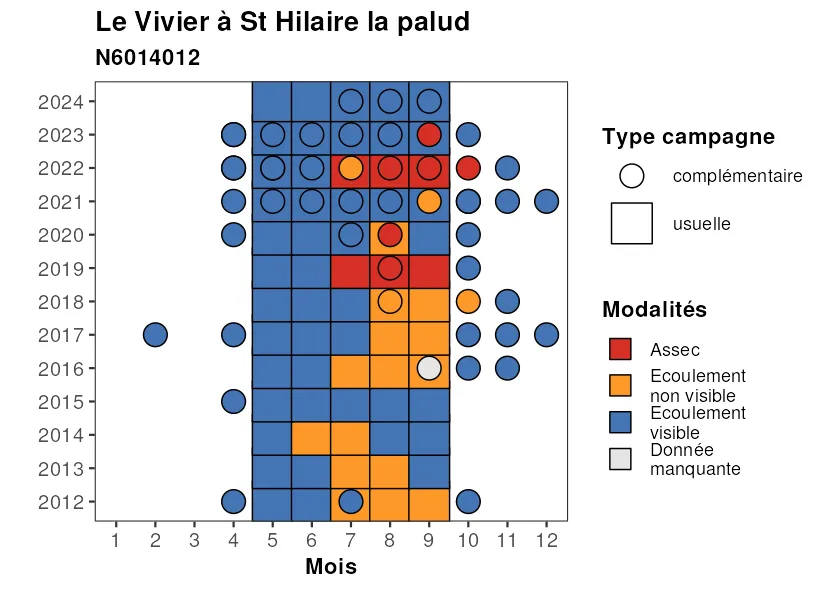 Le Vivier à St Hilaire la palud
N6014012
2024
2023
2022
2021
2020
2019
2018
2017
2016
2015
2014
2013
2012
1 2 3 4 5 6 7 8 9 10 11 12
Mois
Type campagne
complémentaire
usuelle
Modalités
Assec
Ecoulement
non visible
Ecoulement
visible
Donnée
manquante